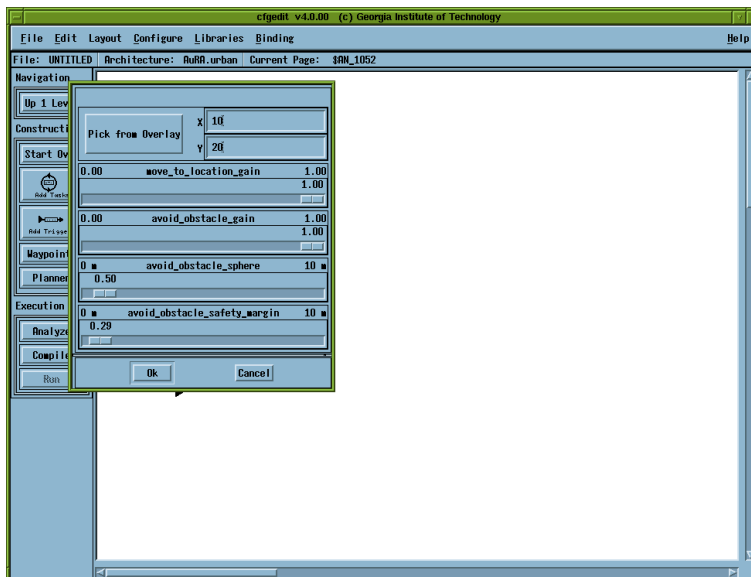 cfgedit v4.0.00 (c) Georgia Institute of Technology
File Edit Layout Configure Libraries Binding Help
File: UNTITLED Architecture: AuRA.urban Current Page: $AN_1052
Navigation
Up 1 Lev
Constructi
Start Ov
Add Tasks
Add Trigge
Waypoint
Planner
Execution
Analyze
Compile
Run
Pick from Overlay
X 10
Y 20
0.00 move_to_location_gain 1.00
1.00
0.00 avoid_obstacle_gain 1.00
1.00
0 m avoid_obstacle_sphere 10 m
0.50
0 m avoid_obstacle_safety_margin 10 m
0.29
Ok Cancel